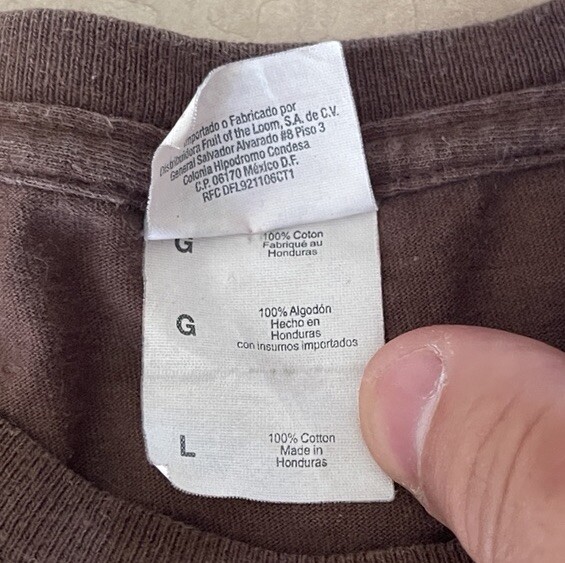 Importado o Fabricado por
Distribuidora Fruit of the Loom, S.A. de C.V.
General Salvador Alvarado #8 Piso 3
Colonia Hipodromo Condesa
C.P. 06170 México D.F.
RFC DFL921106CT1
G
100% Coton
Fabriqué au
Honduras
G
100% Algodón
Hecho en
Honduras
con insumos importados
L
100% Cotton
Made in
Honduras